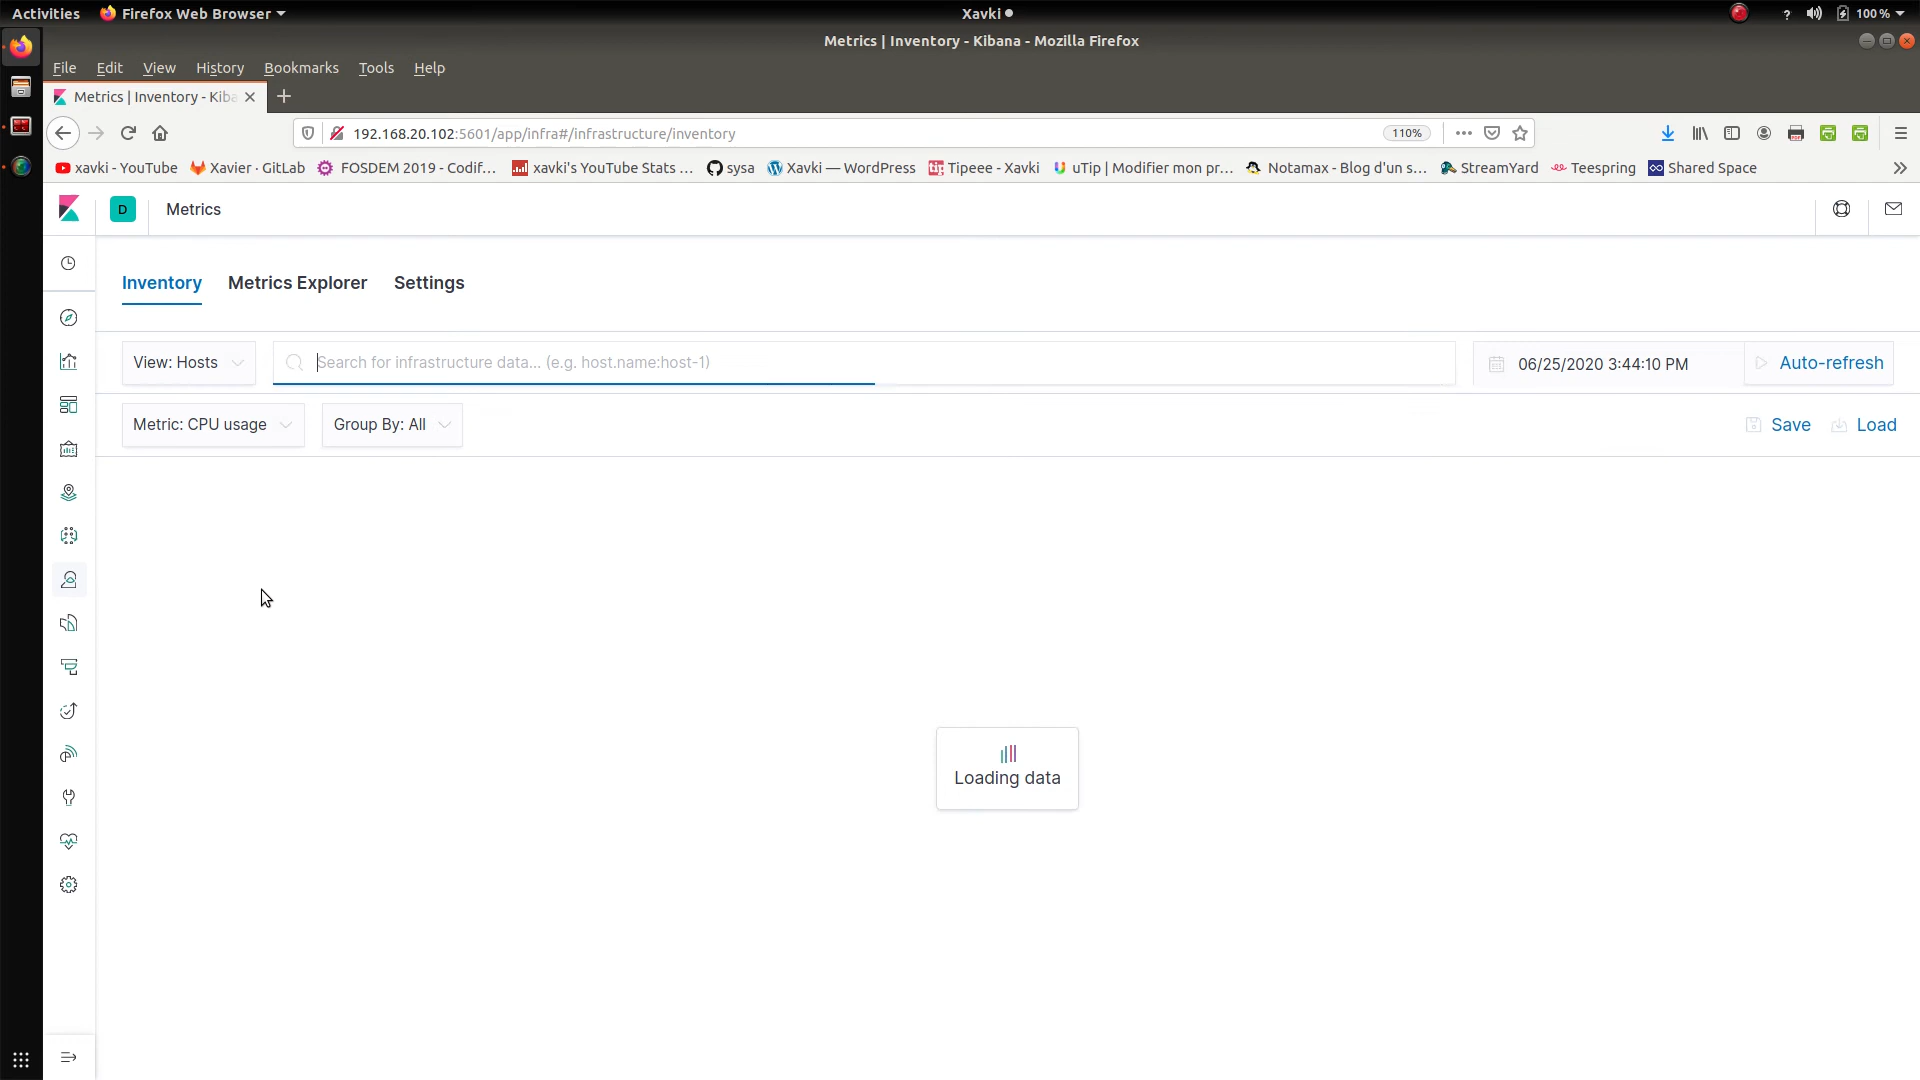 Activities Firefox Web Browser Xavki ? 100 %
Metrics | Inventory - Kibana - Mozilla Firefox
File Edit View History Bookmarks Tools Help
Metrics | Inventory - Kiba
192.168.20.102:5601/app/infra#/infrastructure/inventory 110%
xavki - YouTube Xavier · GitLab FOSDEM 2019 - Codif... xavki's YouTube Stats ... sysa Xavki — WordPress Tipeee - Xavki uTip | Modifier mon pr... Notamax - Blog d'un s... StreamYard Teespring Shared Space
D Metrics
Inventory Metrics Explorer Settings
View: Hosts Search for infrastructure data... (e.g. host.name:host-1) 06/25/2020 3:44:10 PM Auto-refresh
Metric: CPU usage Group By: All Save Load
Loading data